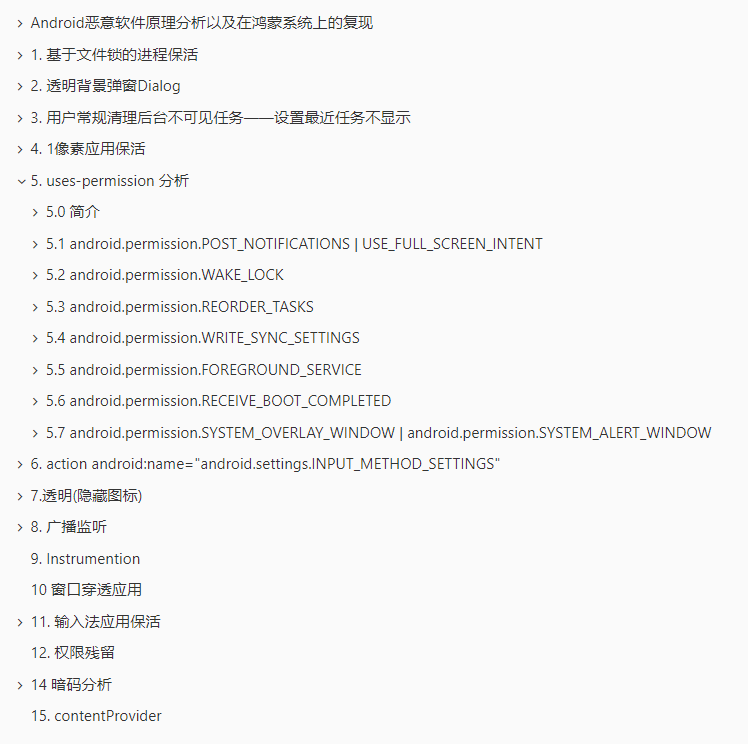 Android恶意软件原理分析以及在鸿蒙系统上的复现
1. 基于文件锁的进程保活
2. 透明背景弹窗Dialog
3. 用户常规清理后台不可见任务——设置最近任务不显示
4. 1像素应用保活
5. uses-permission 分析
5.0 简介
5.1 android.permission.POST_NOTIFICATIONS | USE_FULL_SCREEN_INTENT
5.2 android.permission.WAKE_LOCK
5.3 android.permission.REORDER_TASKS
5.4 android.permission.WRITE_SYNC_SETTINGS
5.5 android.permission.FOREGROUND_SERVICE
5.6 android.permission.RECEIVE_BOOT_COMPLETED
5.7 android.permission.SYSTEM_OVERLAY_WINDOW | android.permission.SYSTEM_ALERT_WINDOW
6. action android:name="android.settings.INPUT_METHOD_SETTINGS"
7.透明(隐藏图标)
8. 广播监听
9. Instrumention
10 窗口穿透应用
11. 输入法应用保活
12. 权限残留
14 暗码分析
15. contentProvider